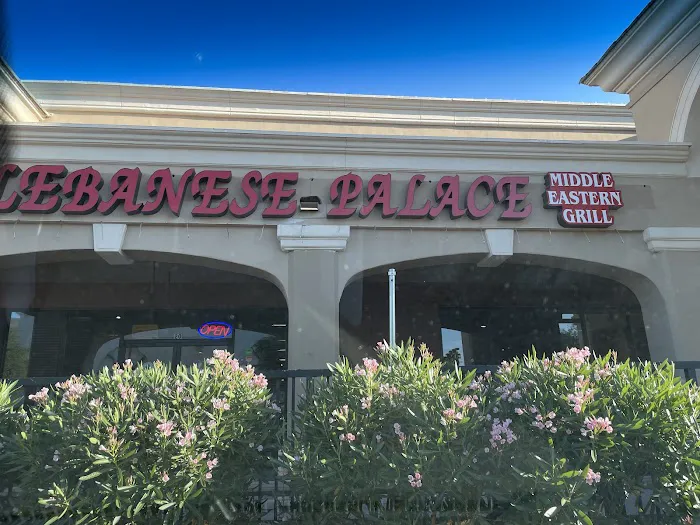 LEBANESE PALACE
MIDDLE
EASTERN
GRILL
OPEN